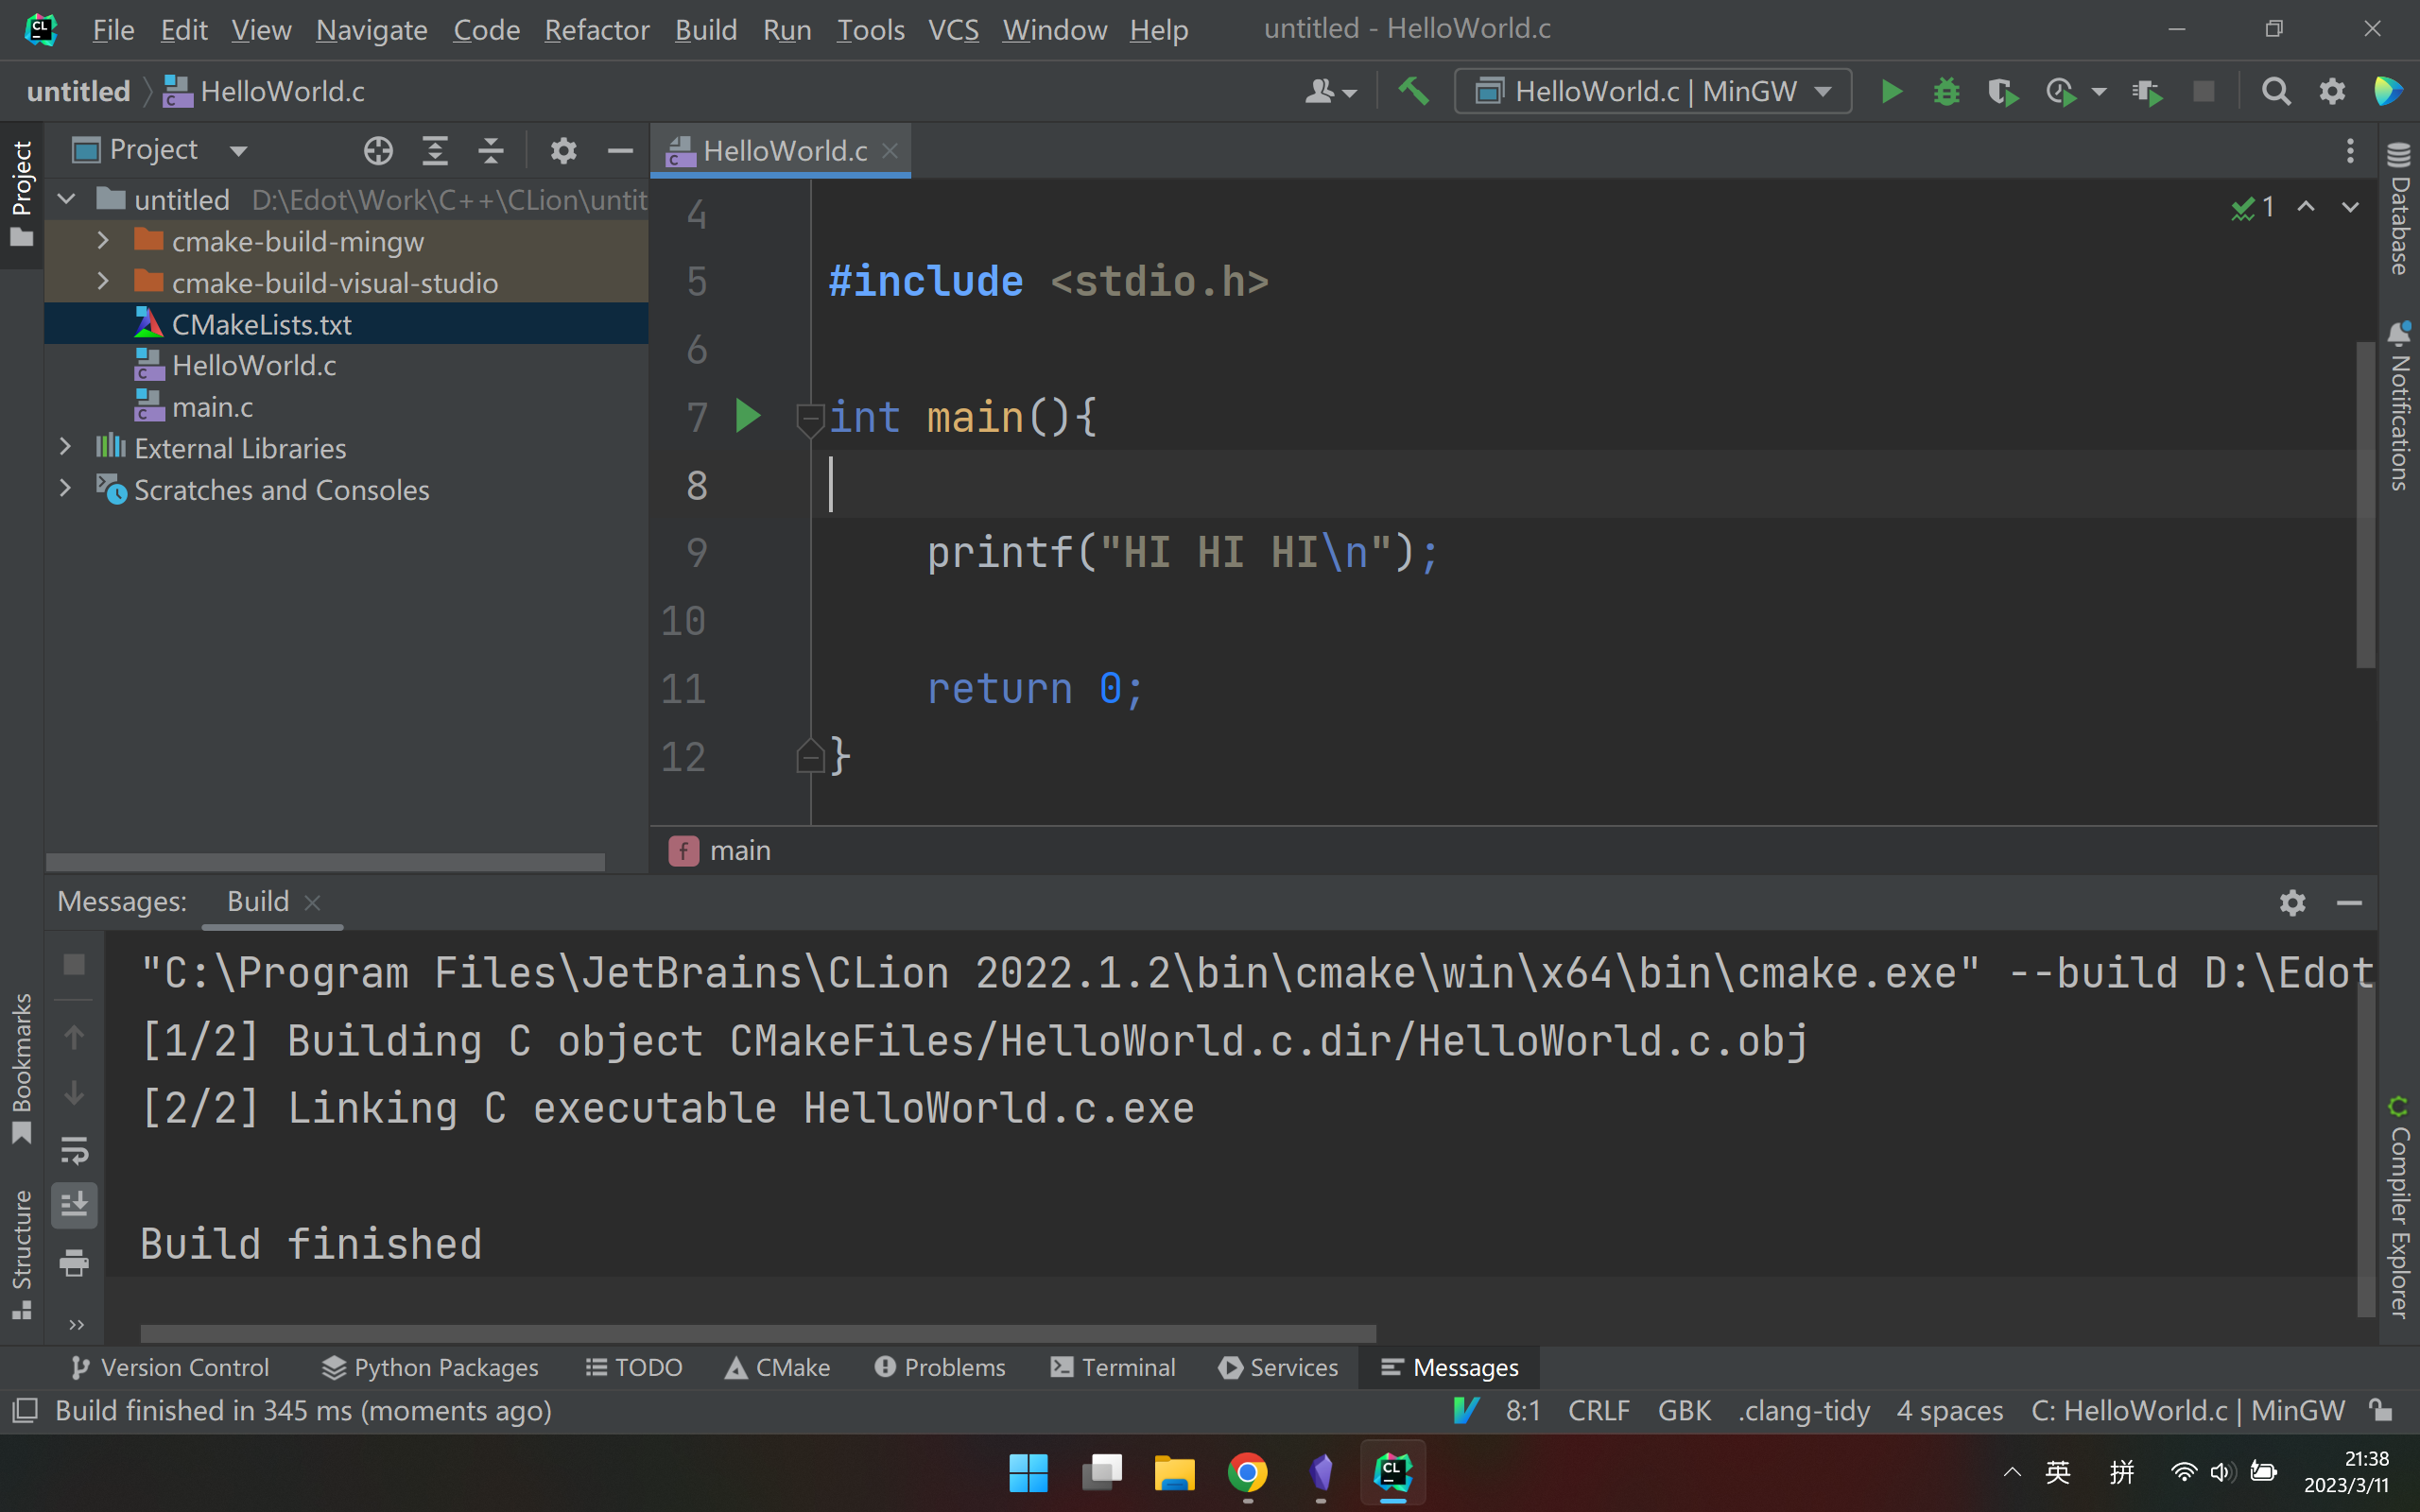 CL File Edit View Navigate Code Refactor Build Run Tools VCS Window Help untitled - HelloWorld.c
untitled HelloWorld.c HelloWorld.c | MinGW
Project
Project
untitled D:\Edot\Work\C++\CLion\untit
cmake-build-mingw
cmake-build-visual-studio
CMakeLists.txt
HelloWorld.c
main.c
External Libraries
Scratches and Consoles
HelloWorld.c
1
4
5 #include <stdio.h>
6
7 int main(){
8
9 printf("HI HI HI\n");
10
11 return 0;
12 }
f main
Database
Notifications
Compiler Explorer
Bookmarks
Structure
Messages: Build
"C:\Program Files\JetBrains\CLion 2022.1.2\bin\cmake\win\x64\bin\cmake.exe" --build D:\Edot
[1/2] Building C object CMakeFiles/HelloWorld.c.dir/HelloWorld.c.obj
[2/2] Linking C executable HelloWorld.c.exe
Build finished
Version Control Python Packages TODO CMake Problems Terminal Services Messages
Build finished in 345 ms (moments ago) 8:1 CRLF GBK .clang-tidy 4 spaces C: HelloWorld.c | MinGW
CL 英 拼 21:38
2023/3/11